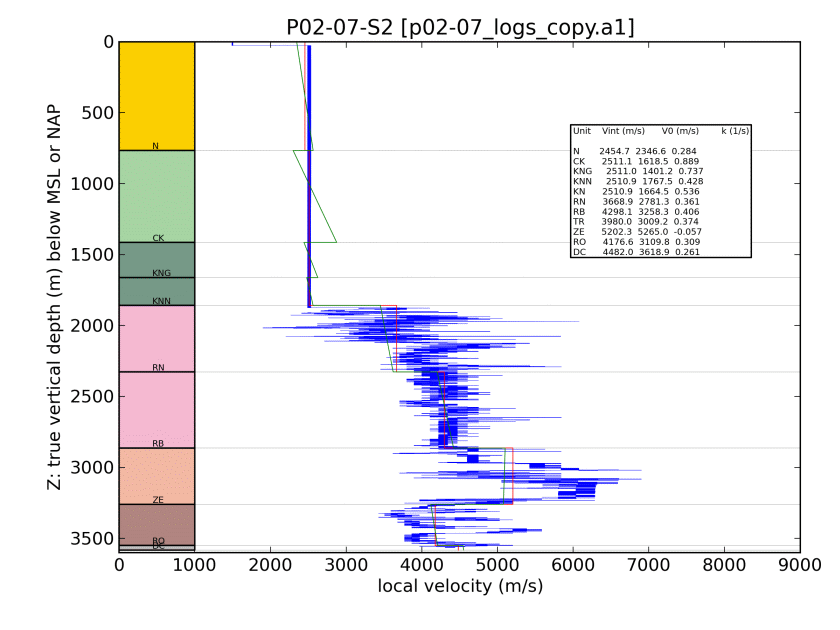 P02-07-S2 [p02-07_logs_copy.a1]
Z: true vertical depth (m) below MSL or NAP
0
500
1000
1500
2000
2500
3000
3500
N
CK
KNG
KNN
RN
RB
ZE
RO
DC
Unit Vint (m/s) V0 (m/s) k (1/s)
N 2454.7 2346.6 0.284
CK 2511.1 1618.5 0.889
KNG 2511.0 1401.2 0.737
KNN 2510.9 1767.5 0.428
KN 2510.9 1664.5 0.536
RN 3668.9 2781.3 0.361
RB 4298.1 3258.3 0.406
TR 3980.0 3009.2 0.374
ZE 5202.3 5265.0 -0.057
RO 4176.6 3109.8 0.309
DC 4482.0 3618.9 0.261
0 1000 2000 3000 4000 5000 6000 7000 8000 9000
local velocity (m/s)